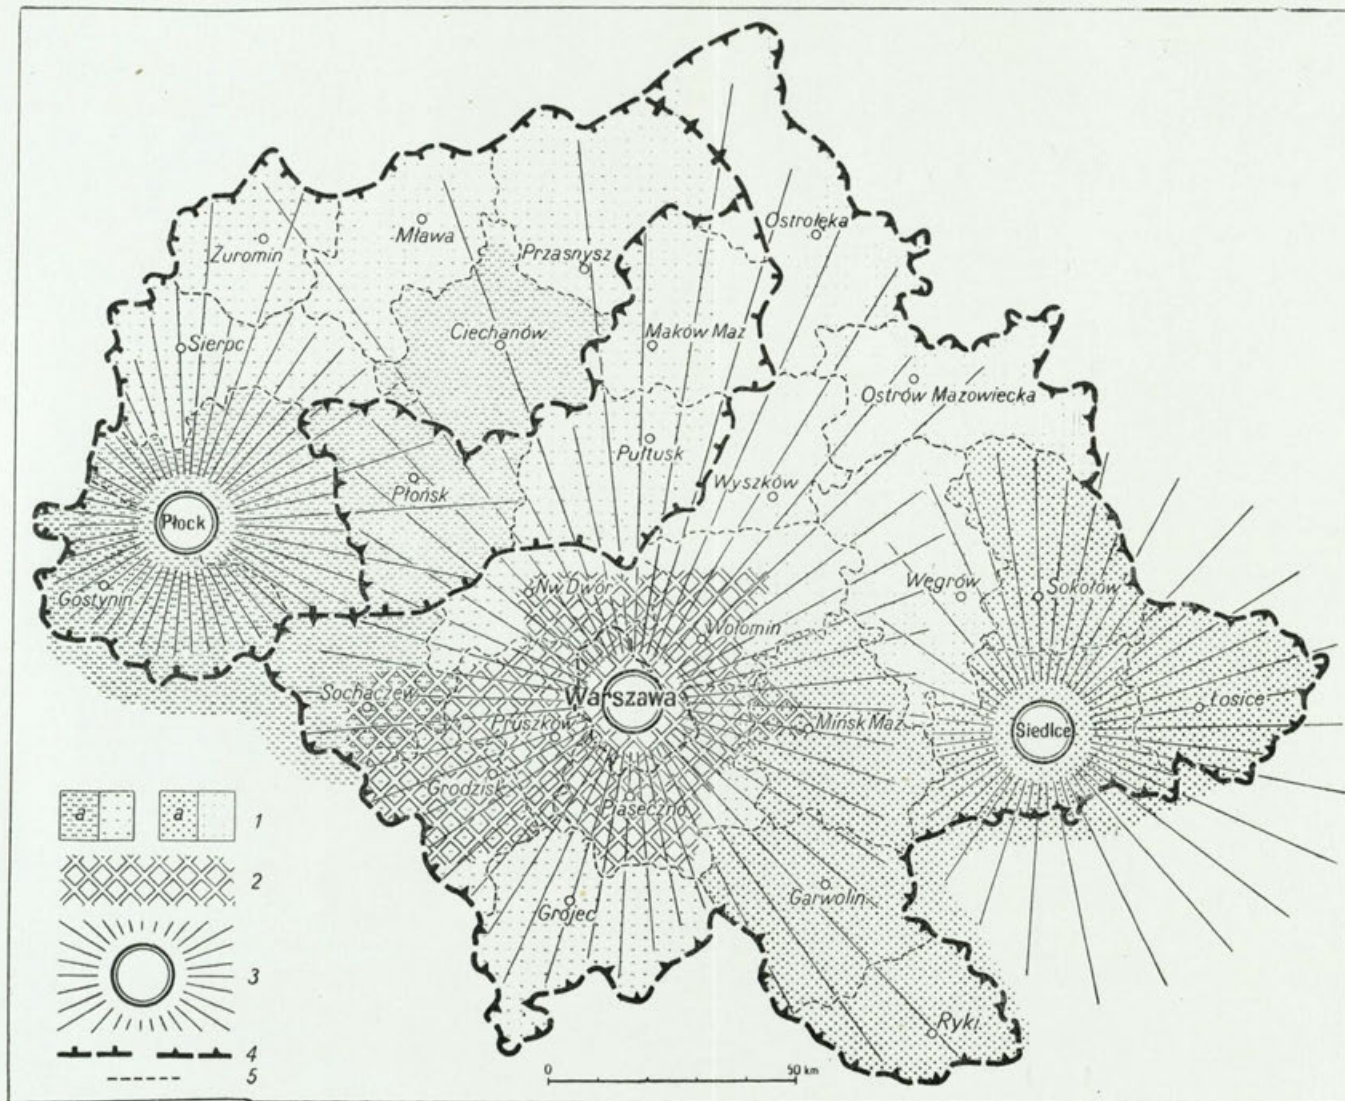 Ostrołęka
Żuromin
Mława
Przasnysz
Sierpc
Ciechanów
Maków Maz
Ostrów Mazowiecka
Płońsk
Pułtusk
Wyszków
Płock
Gostynin
Nw Dwór
Węgrów
Sokołów
Wołomin
Sochaczew
Warszawa
Pruszków
Mińsk Maz
Siedlce
Łosice
Grodzisk
Piaseczno
a a 1
2
Garwolin
Grójec
3
Ryki
4
5
0 50 km